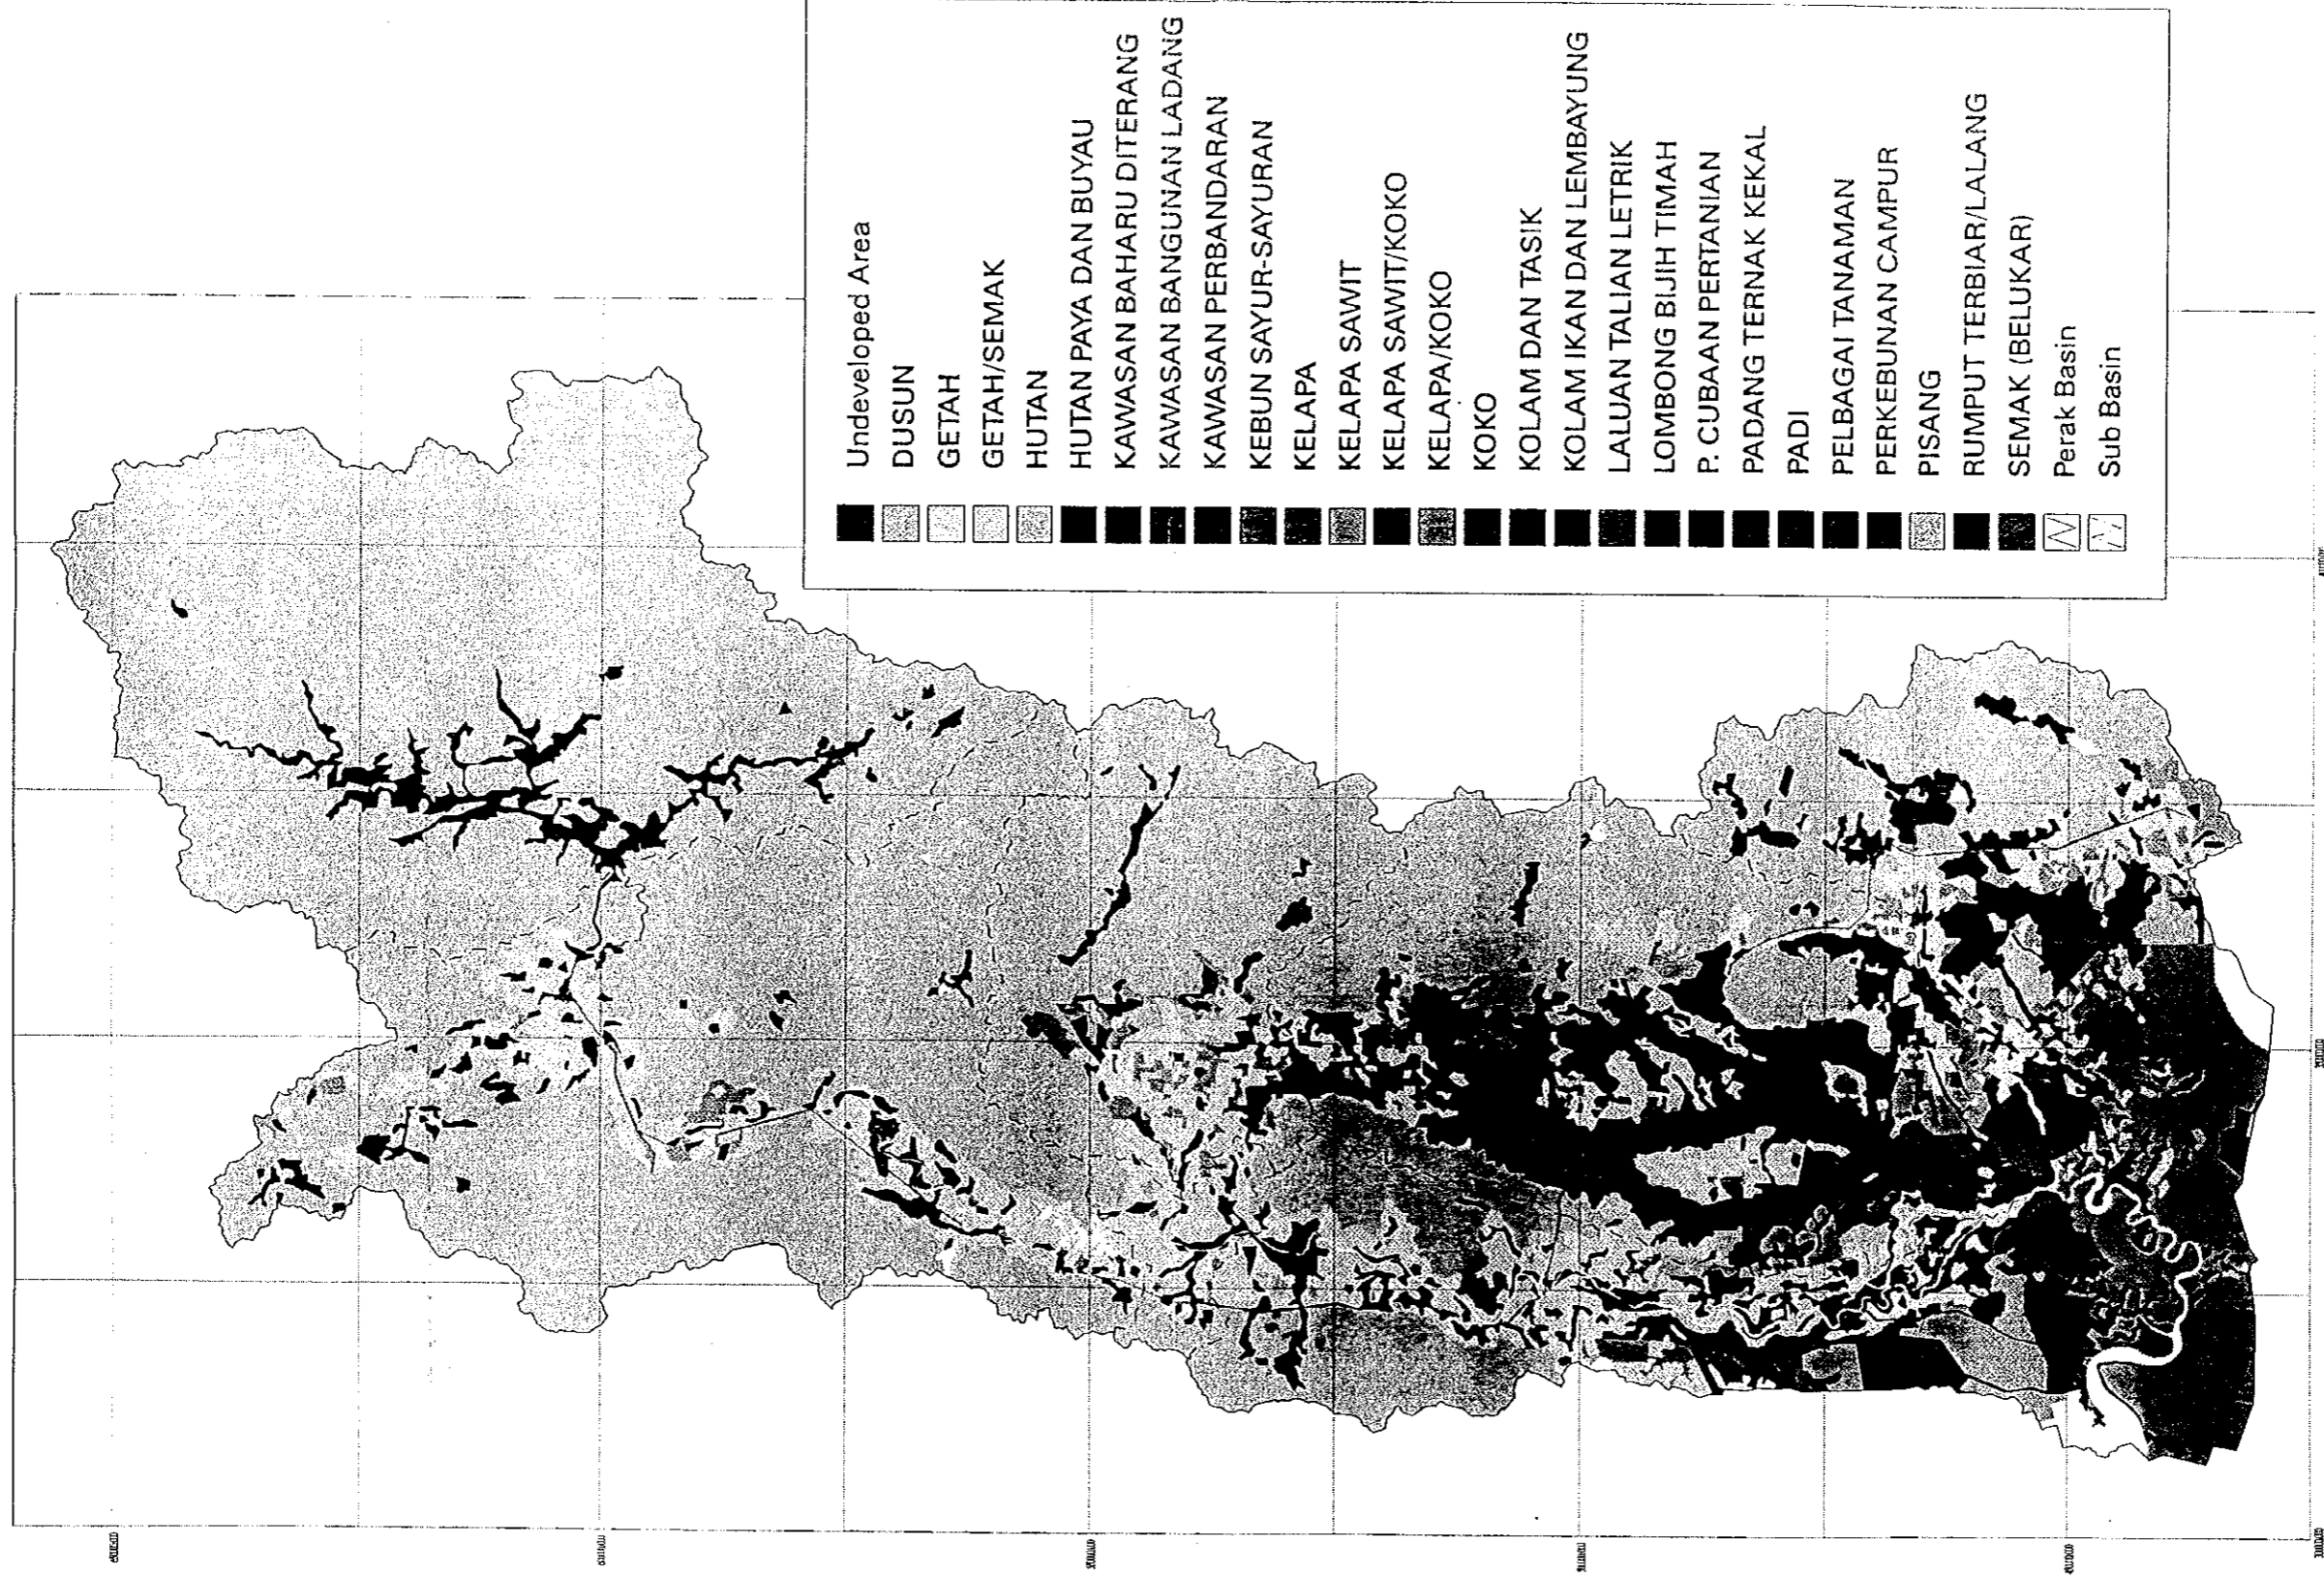 Undeveloped Area
DUSUN
GETAH
GETAH/SEMAK
HUTAN
HUTAN PAYA DAN BUYAU
KAWASAN BAHARU DITERANG
KAWASAN BANGUNAN LADANG
KAWASAN PERBANDARAN
KEBUN SAYUR-SAYURAN
KELAPA
KELAPA SAWIT
KELAPA SAWIT/KOKO
KELAPA/KOKO
KOKO
KOLAM DAN TASIK
KOLAM IKAN DAN LEMBAYUNG
LALUAN TALIAN LETRIK
LOMBONG BIJIH TIMAH
P. CUBAAN PERTANIAN
PADANG TERNAK KEKAL
PADI
PELBAGAI TANAMAN
PERKEBUNAN CAMPUR
PISANG
RUMPUT TERBIAR/LALANG
SEMAK (BELUKAR)
Perak Basin
Sub Basin